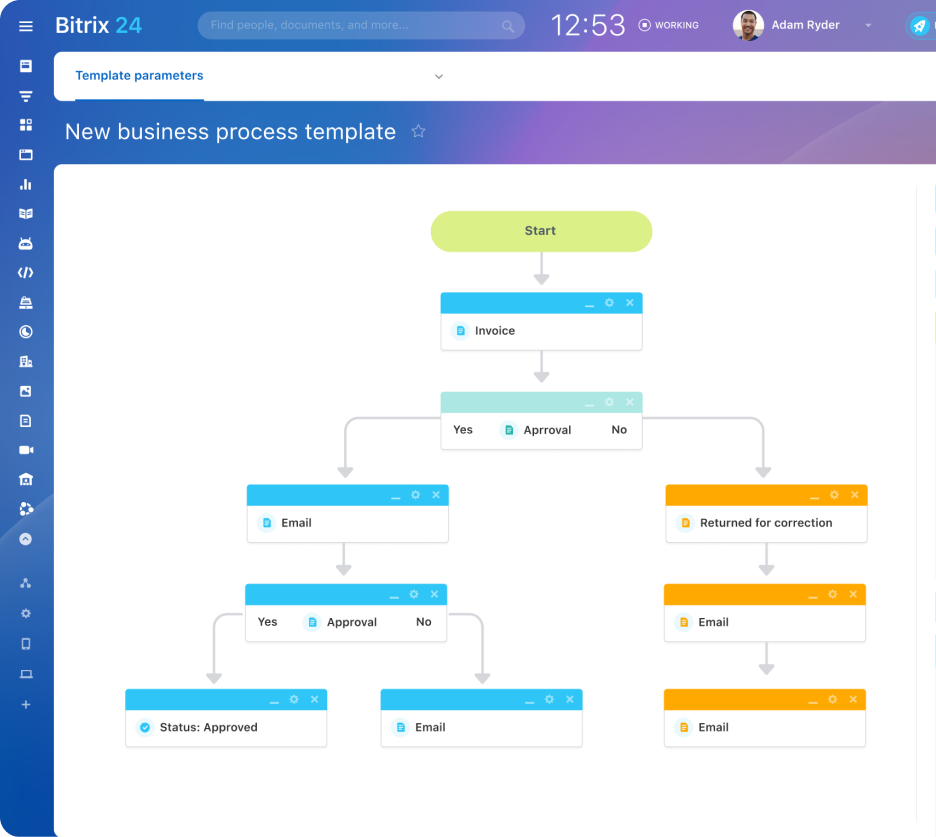 Bitrix 24
Find people, documents, and more...
12:53
WORKING
Adam Ryder
Template parameters
New business process template
Start
Invoice
Yes Aprroval No
Email
Returned for correction
Yes Approval No
Email
Status: Approved
Email
Email